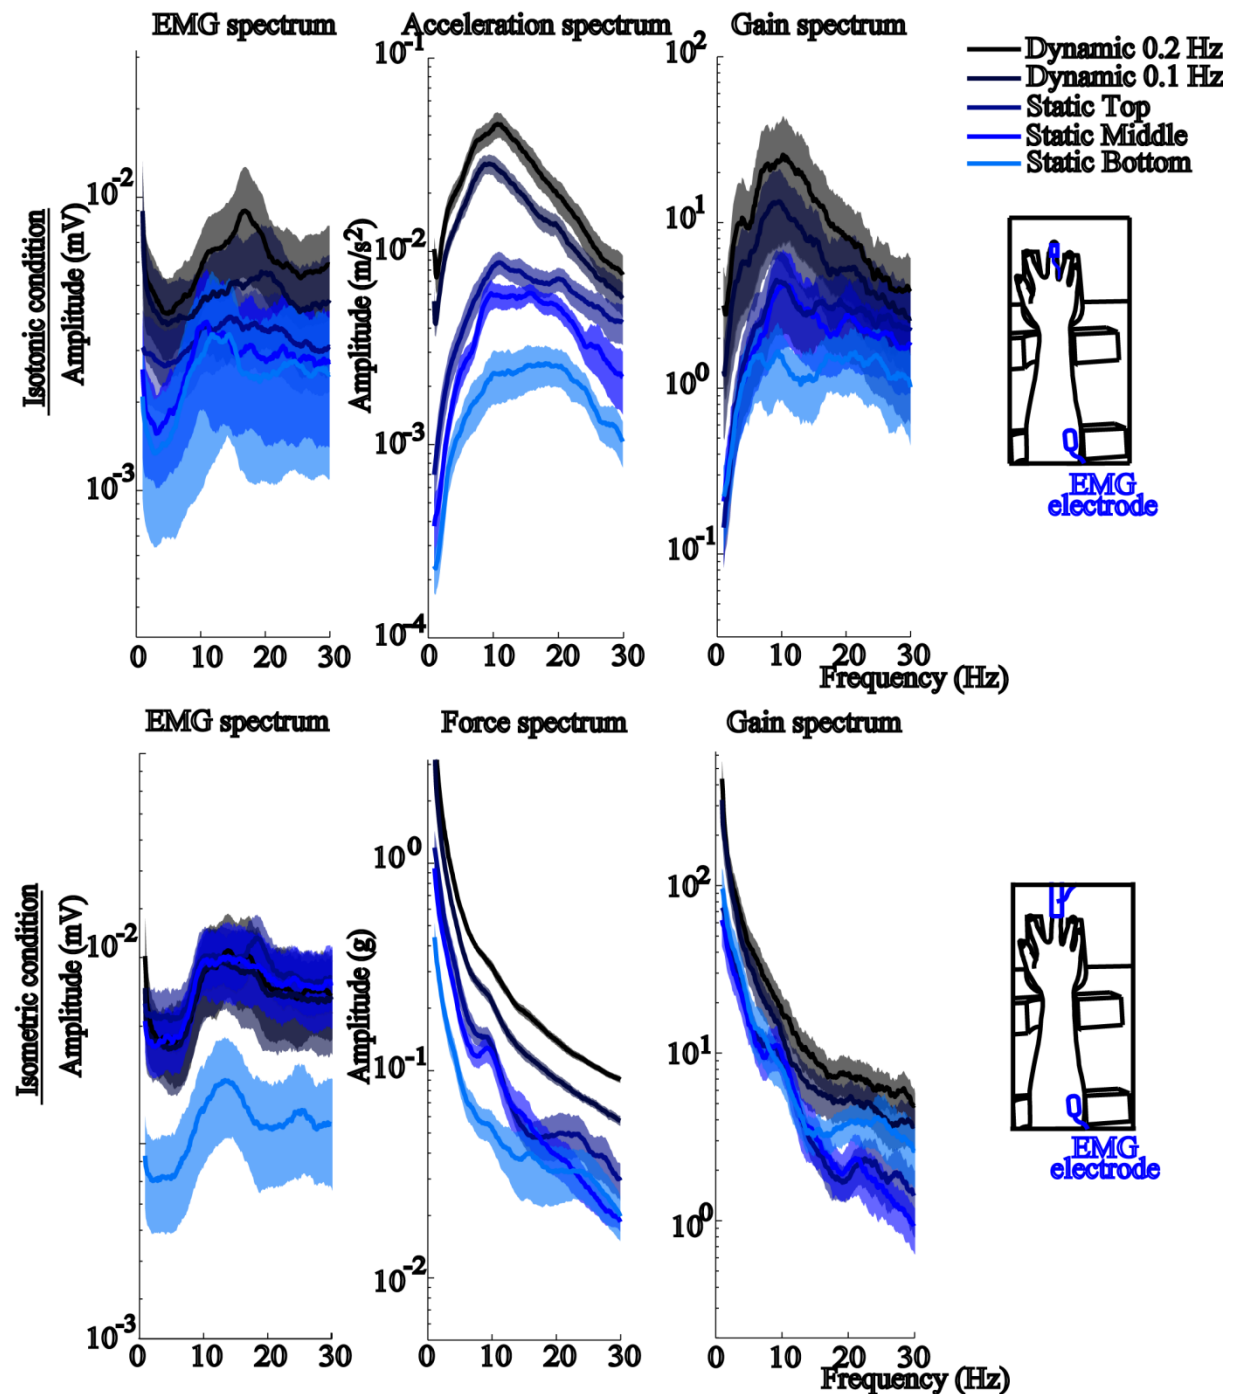 EMG spectrum
Acceleration spectrum
Gain spectrum
Dynamic 0.2 Hz
Dynamic 0.1 Hz
Static Top
Static Middle
Static Bottom
Isotonic condition
Amplitude (mV)
10-2
10-3
0 10 20 30
Amplitude (m/s2)
10-1
10-2
10-3
10-4
0 10 20 30
102
101
100
10-1
0 10 20 30
Frequency (Hz)
EMG
electrode
EMG spectrum
Force spectrum
Gain spectrum
Isometric condition
Amplitude (mV)
10-2
10-3
0 10 20 30
Amplitude (g)
100
10-1
10-2
0 10 20 30
102
101
100
0 10 20 30
Frequency (Hz)
EMG
electrode